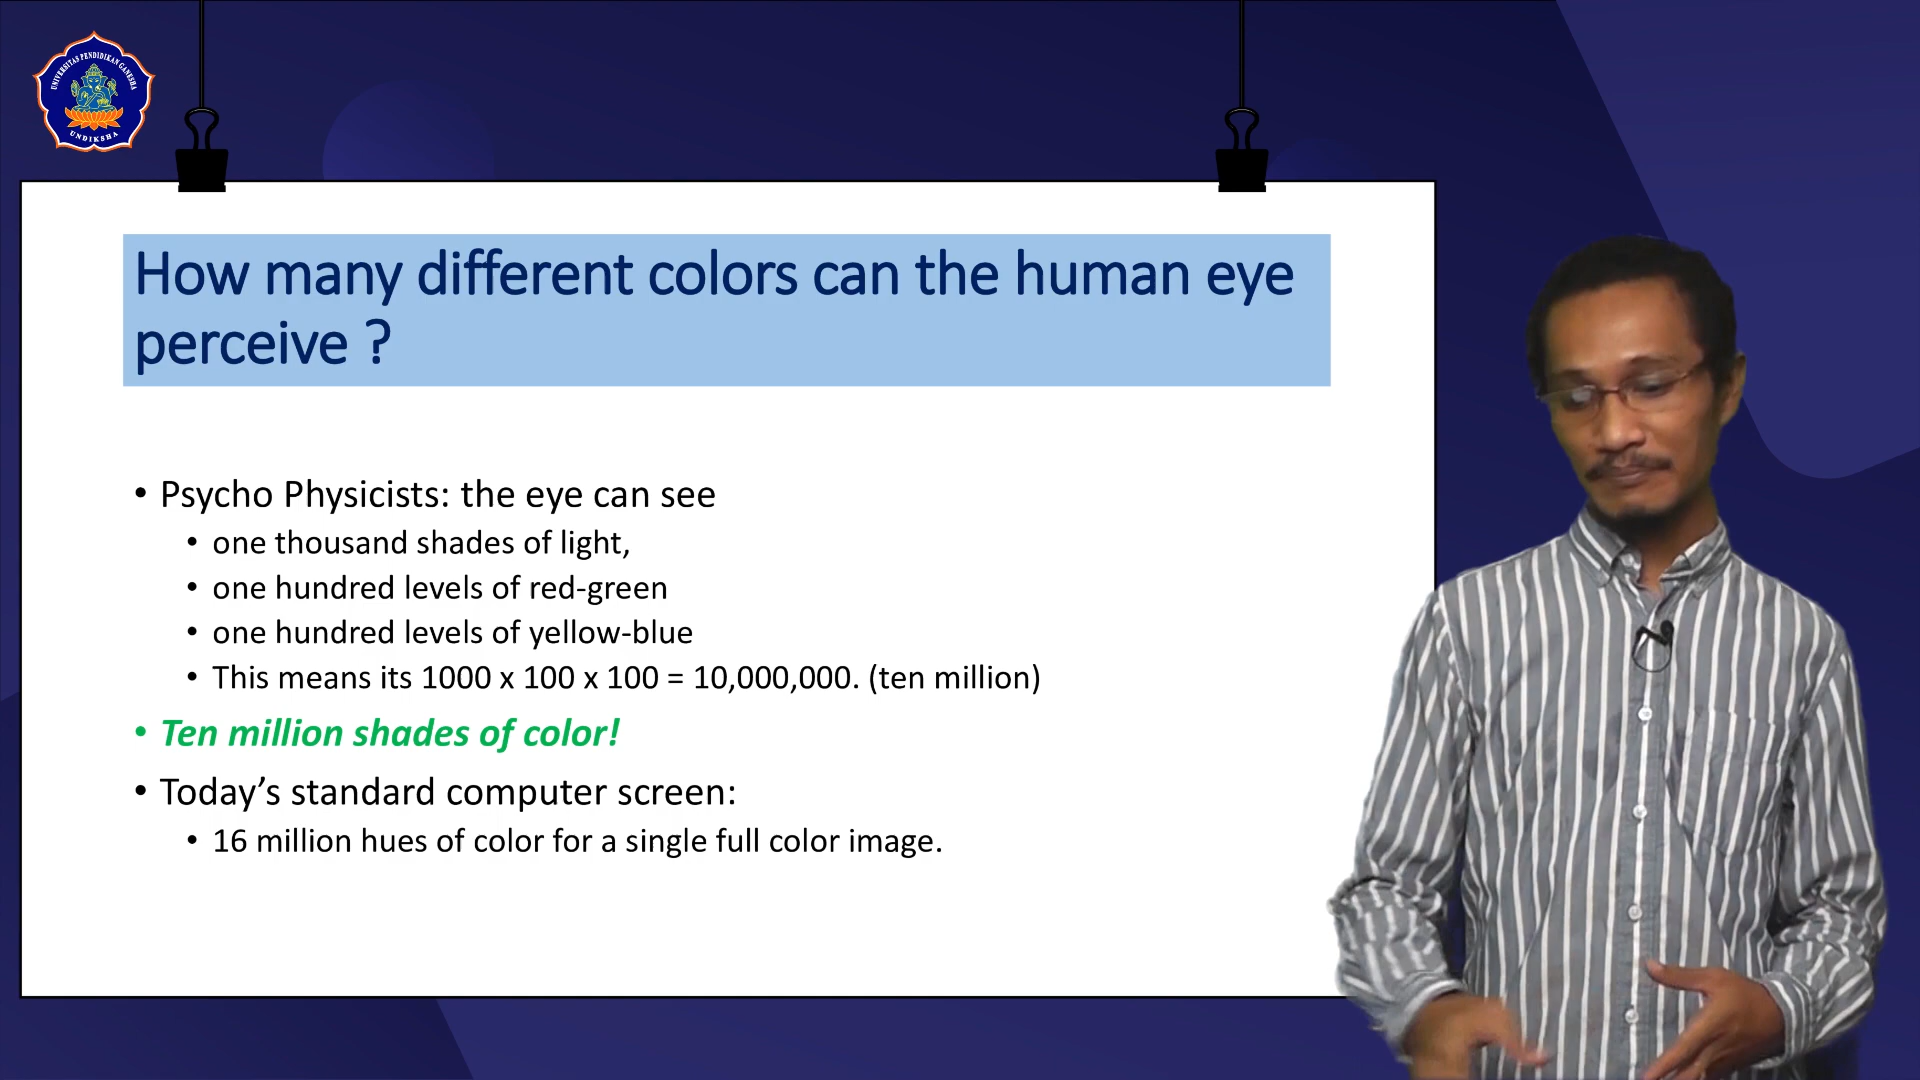 UNIVERSITAS PENDIDIKAN GANESHA
UNDIKSHA
How many different colors can the human eye
perceive ?
• Psycho Physicists: the eye can see
• one thousand shades of light,
• one hundred levels of red-green
• one hundred levels of yellow-blue
• This means its 1000 x 100 x 100 = 10,000,000. (ten million)
• Ten million shades of color!
• Today’s standard computer screen:
• 16 million hues of color for a single full color image.